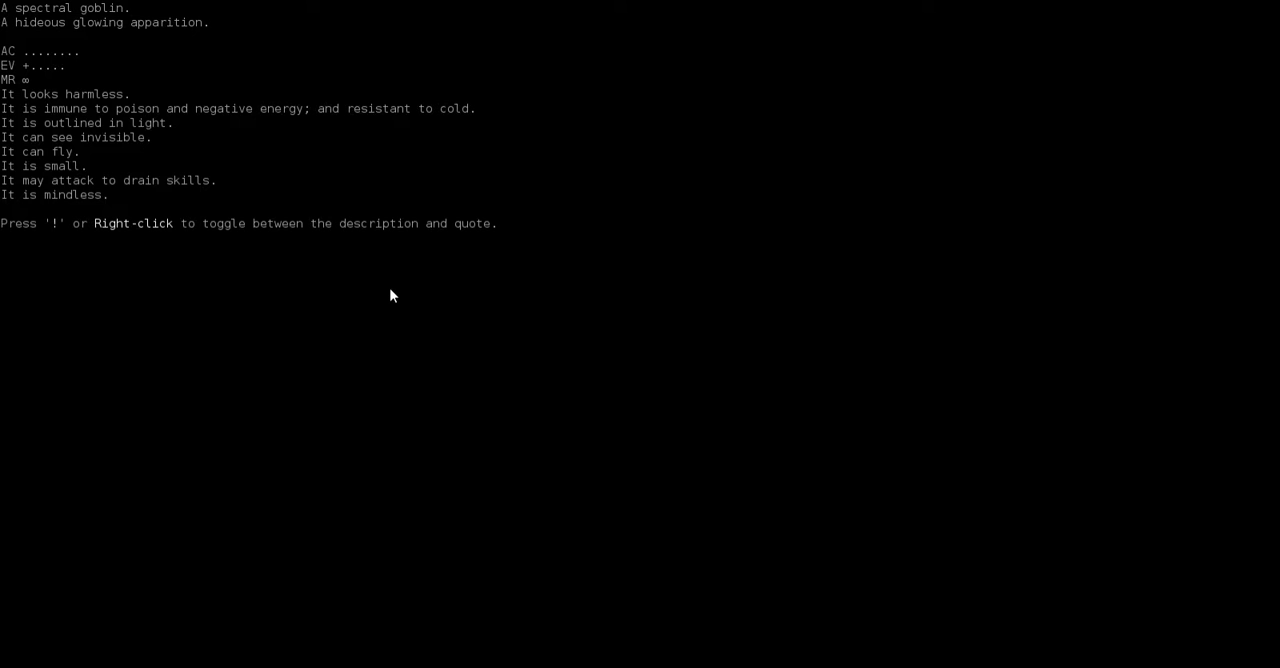 A spectral goblin.
A hideous glowing apparition.
AC ........
EV +.....
MR ∞
It looks harmless.
It is immune to poison and negative energy; and resistant to cold.
It is outlined in light.
It can see invisible.
It can fly.
It is small.
It may attack to drain skills.
It is mindless.
Press '!' or Right-click to toggle between the description and quote.